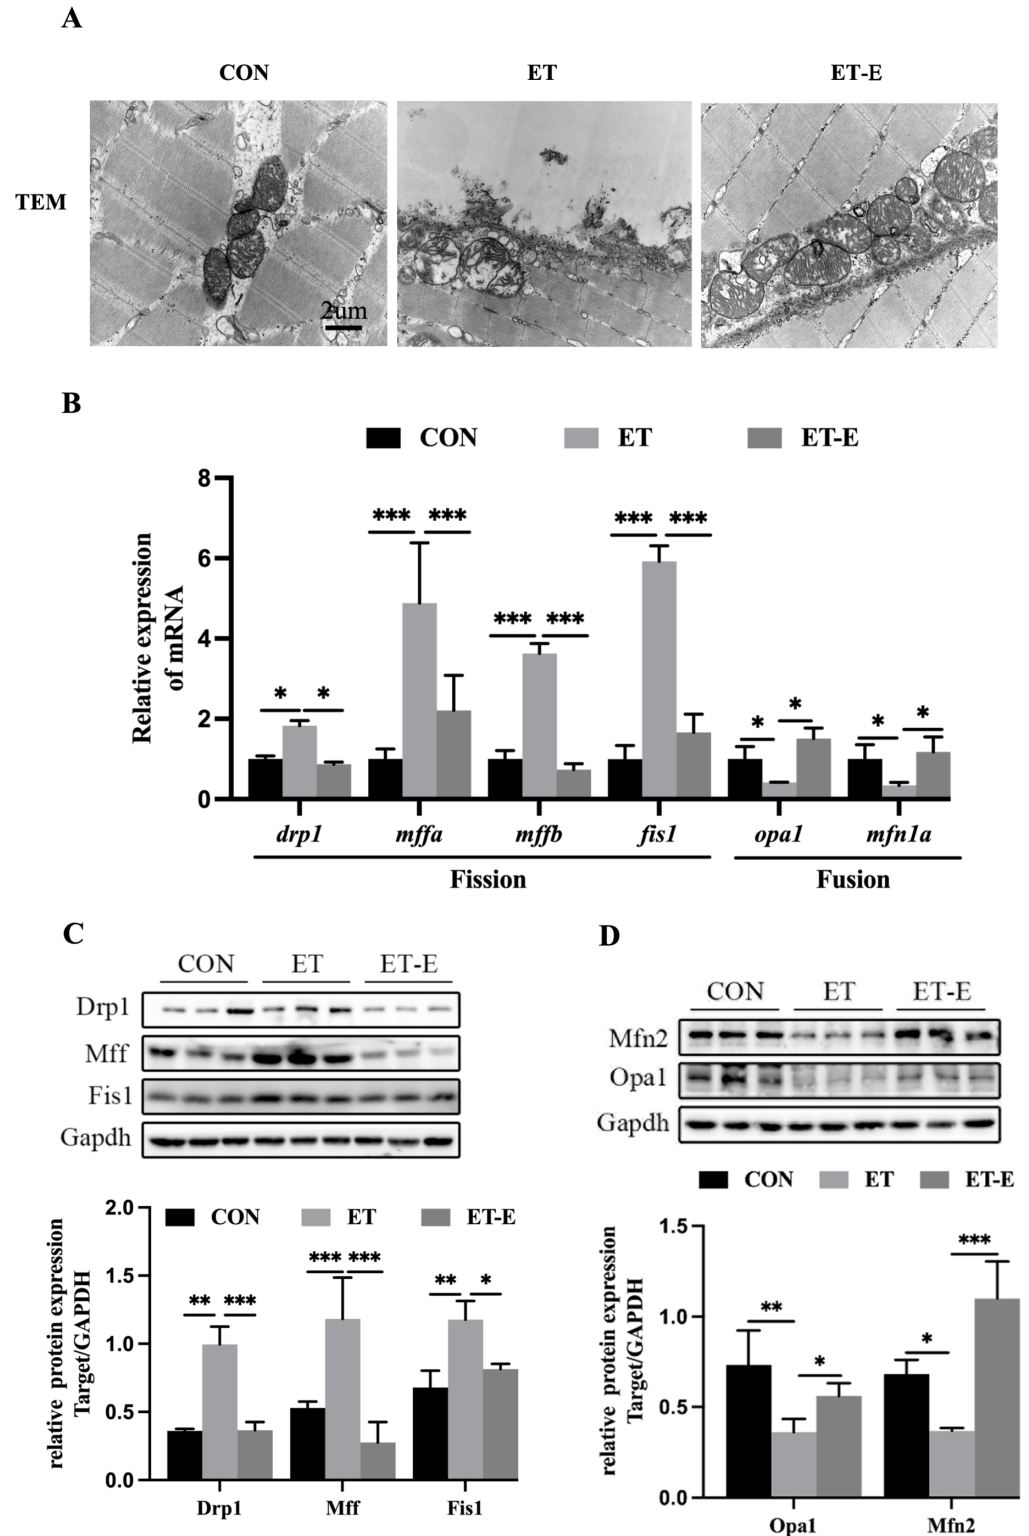 A
CON ET ET-E
TEM
2um
B
CON ET ET-E
Relative expression
of mRNA
8
6
4
2
0
*** *** *** ***
*** ***
* * * * * *
drp1 mffa mffb fis1 opa1 mfn1a
Fission Fusion
C
CON ET ET-E
Drp1
Mff
Fis1
Gapdh
CON ET ET-E
relative protein expression
Target/GAPDH
2.0
1.5
1.0
0.5
0.0
** *** *** *** ** *
Drp1 Mff Fis1
D
CON ET ET-E
Mfn2
Opa1
Gapdh
CON ET ET-E
relative protein expression
Target/GAPDH
1.5
1.0
0.5
0.0
** * * ***
Opa1 Mfn2